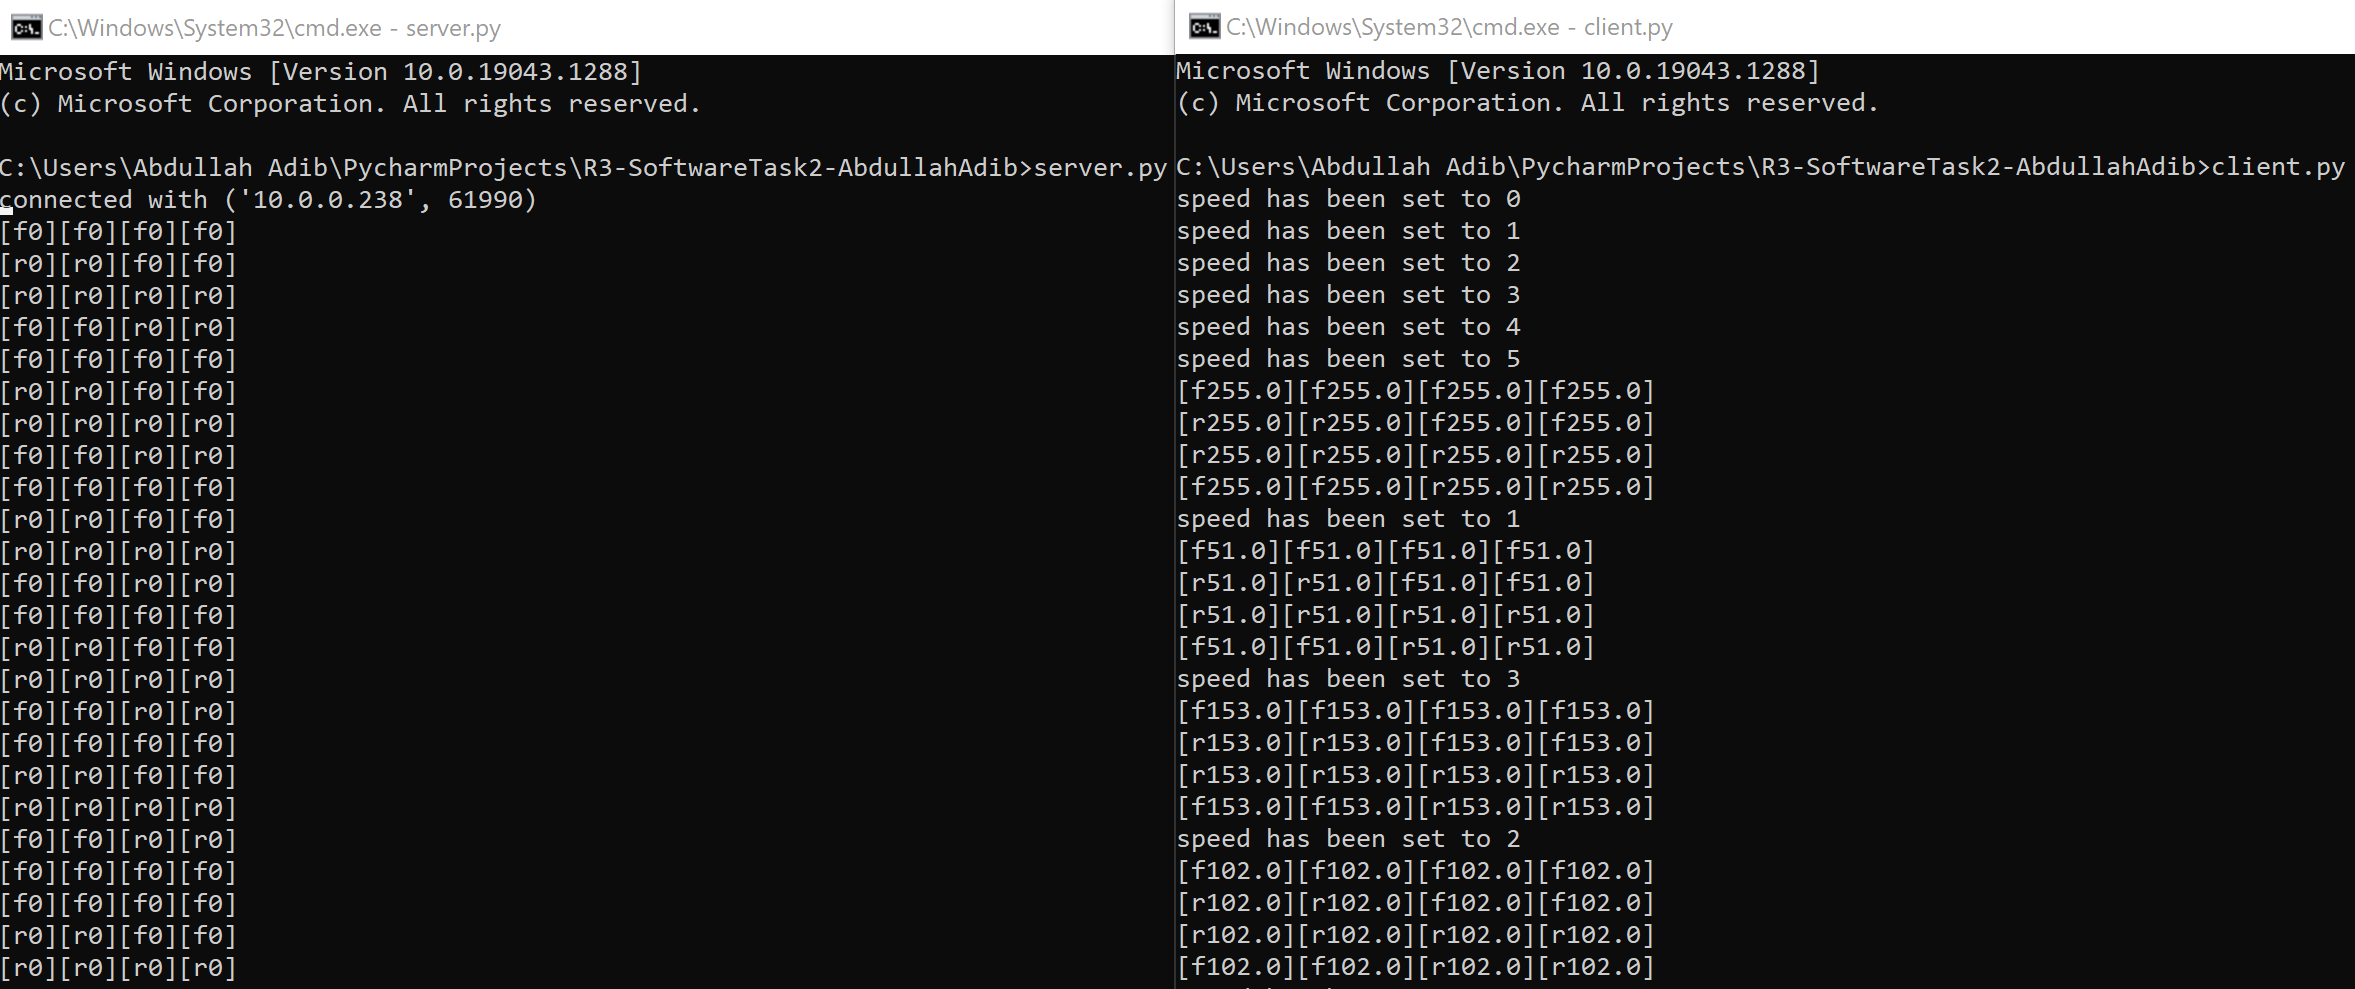 C:\Windows\System32\cmd.exe - server.py
Microsoft Windows [Version 10.0.19043.1288]
(c) Microsoft Corporation. All rights reserved.
C:\Users\Abdullah Adib\PycharmProjects\R3-SoftwareTask2-AbdullahAdib>server.py
connected with ('10.0.0.238', 61990)
[f0][f0][f0][f0]
[r0][r0][f0][f0]
[r0][r0][r0][r0]
[f0][f0][r0][r0]
[f0][f0][f0][f0]
[r0][r0][f0][f0]
[r0][r0][r0][r0]
[f0][f0][r0][r0]
[f0][f0][f0][f0]
[r0][r0][f0][f0]
[r0][r0][r0][r0]
[f0][f0][r0][r0]
[f0][f0][f0][f0]
[r0][r0][f0][f0]
[r0][r0][r0][r0]
[f0][f0][r0][r0]
[f0][f0][f0][f0]
[r0][r0][f0][f0]
[r0][r0][r0][r0]
[f0][f0][r0][r0]
[f0][f0][f0][f0]
[f0][f0][f0][f0]
[r0][r0][f0][f0]
[r0][r0][r0][r0]
C:\Windows\System32\cmd.exe - client.py
Microsoft Windows [Version 10.0.19043.1288]
(c) Microsoft Corporation. All rights reserved.
C:\Users\Abdullah Adib\PycharmProjects\R3-SoftwareTask2-AbdullahAdib>client.py
speed has been set to 0
speed has been set to 1
speed has been set to 2
speed has been set to 3
speed has been set to 4
speed has been set to 5
[f255.0][f255.0][f255.0][f255.0]
[r255.0][r255.0][f255.0][f255.0]
[r255.0][r255.0][r255.0][r255.0]
[f255.0][f255.0][r255.0][r255.0]
speed has been set to 1
[f51.0][f51.0][f51.0][f51.0]
[r51.0][r51.0][f51.0][f51.0]
[r51.0][r51.0][r51.0][r51.0]
[f51.0][f51.0][r51.0][r51.0]
speed has been set to 3
[f153.0][f153.0][f153.0][f153.0]
[r153.0][r153.0][f153.0][f153.0]
[r153.0][r153.0][r153.0][r153.0]
[f153.0][f153.0][r153.0][r153.0]
speed has been set to 2
[f102.0][f102.0][f102.0][f102.0]
[r102.0][r102.0][f102.0][f102.0]
[r102.0][r102.0][r102.0][r102.0]
[f102.0][f102.0][r102.0][r102.0]